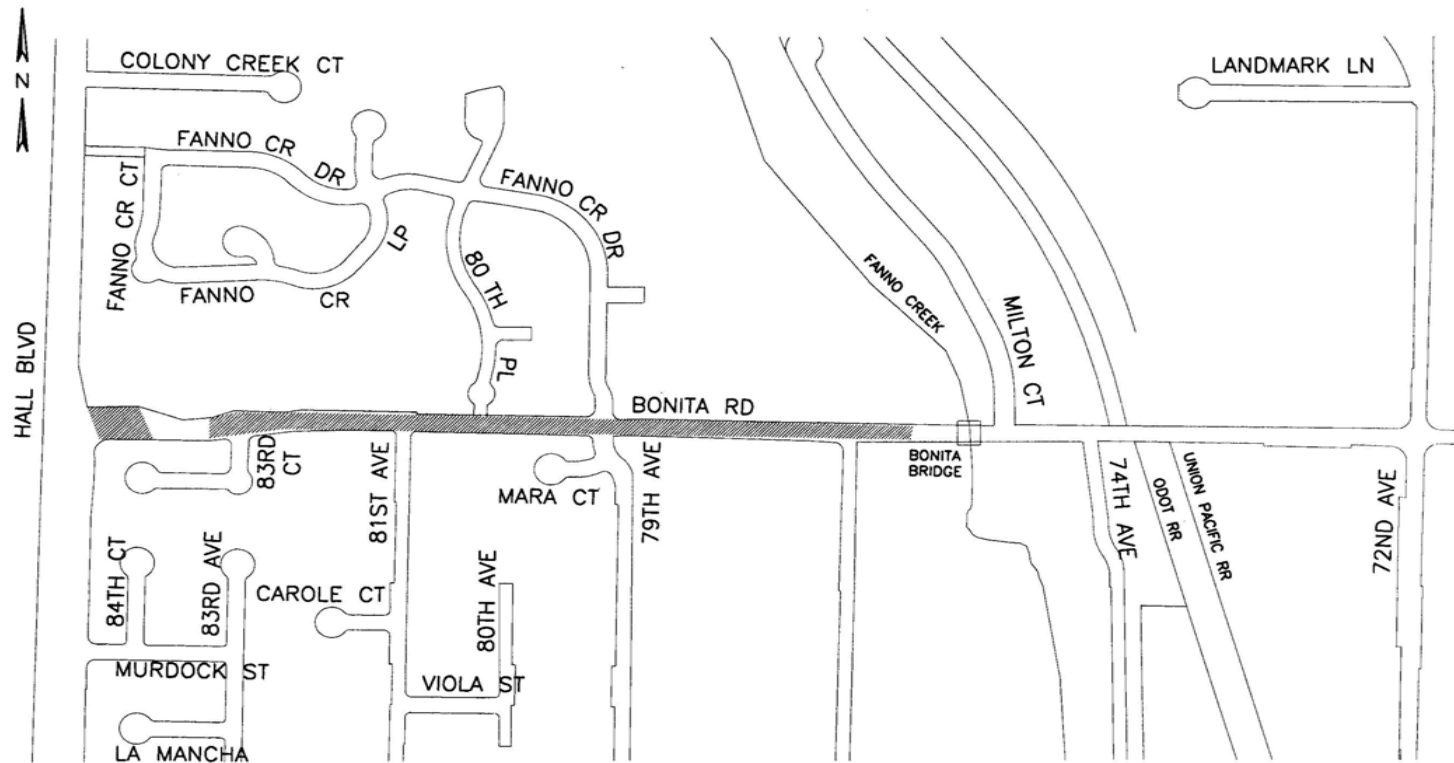 N
COLONY CREEK CT
LANDMARK LN
FANNO CR
DR
FANNO CR DR
FANNO CR CT
LP
80 TH
PL
FANNO
CR
FANNO CREEK
MILTON CT
HALL BLVD
BONITA RD
BONITA
BRIDGE
83RD
CT
81ST AVE
MARA CT
79TH AVE
74TH AVE
UNION PACIFIC RR
ODOT RR
72ND AVE
84TH CT
83RD AVE
CAROLE CT
80TH AVE
MURDOCK ST
VIOLA ST
LA MANCHA